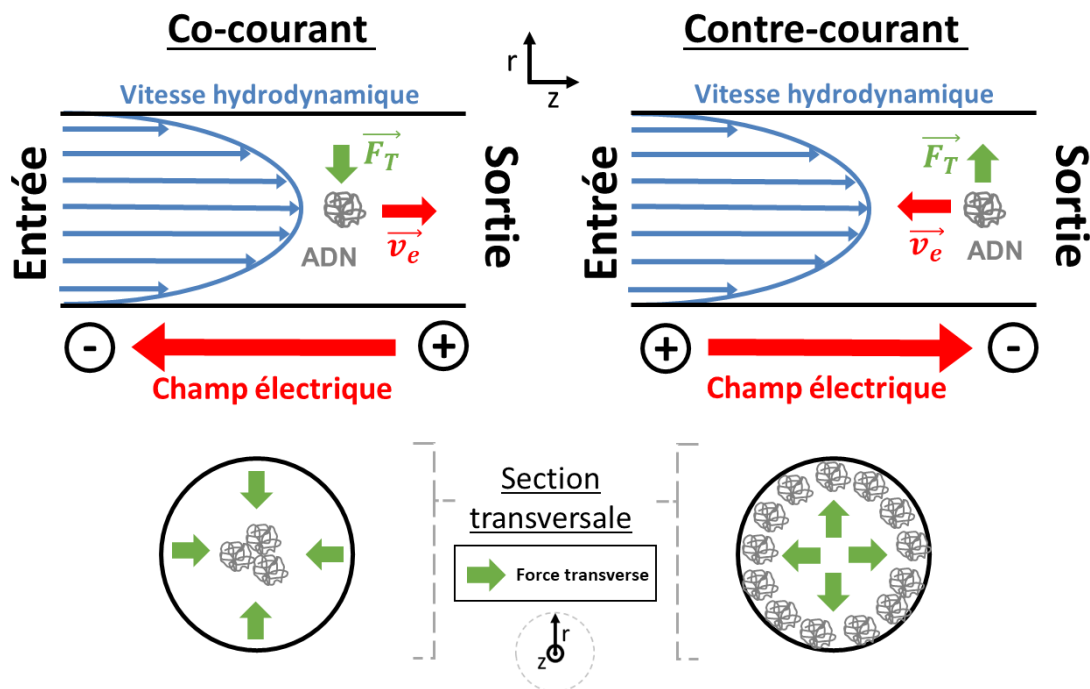 Co-courant
Contre-courant
r
z
Vitesse hydrodynamique
Vitesse hydrodynamique
Entrée
F_T
ADN
v_e
Sortie
Entrée
F_T
v_e
ADN
Sortie
- +
Champ électrique
+ -
Champ électrique
Section
transversale
Force transverse
r
z